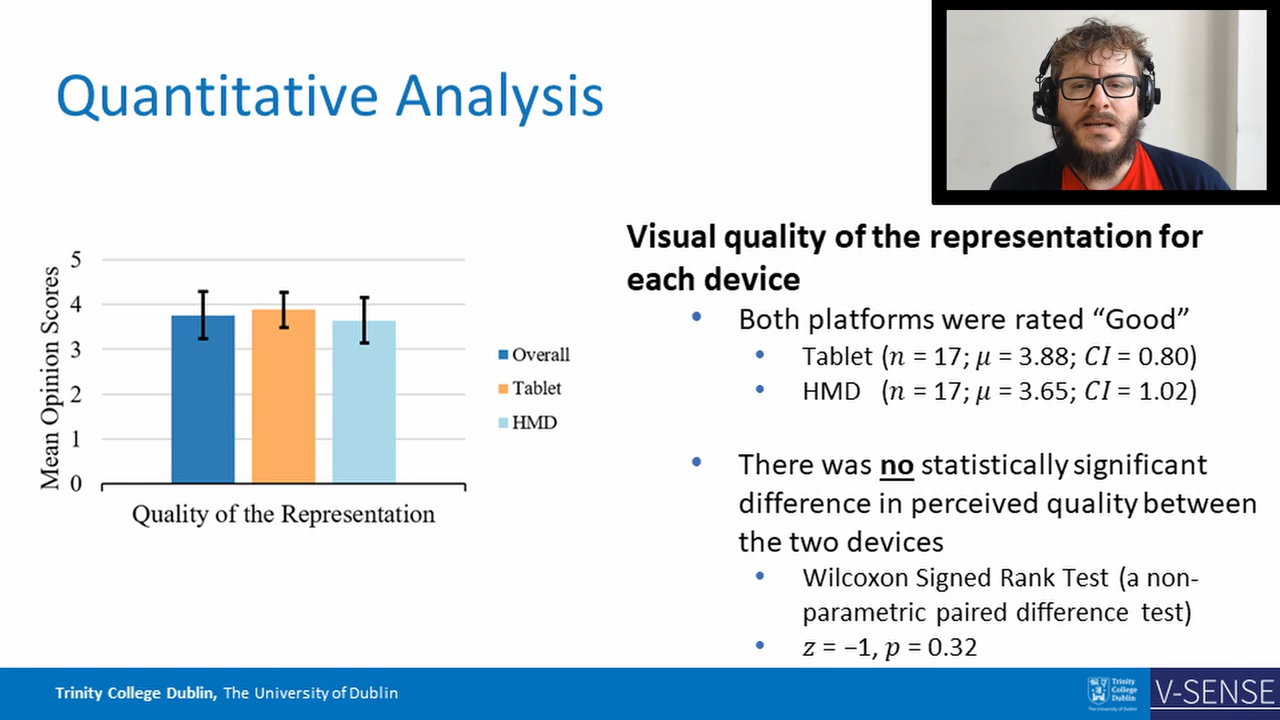 Quantitative Analysis
5
4
3
2
1
0
Mean Opinion Scores
Quality of the Representation
Overall
Tablet
HMD
Visual quality of the representation for
each device
• Both platforms were rated “Good”
• Tablet (n = 17; μ = 3.88; CI = 0.80)
• HMD (n = 17; μ = 3.65; CI = 1.02)
• There was no statistically significant
difference in perceived quality between
the two devices
• Wilcoxon Signed Rank Test (a non-
parametric paired difference test)
• z = −1, p = 0.32
Trinity College Dublin, The University of Dublin
Trinity
College
Dublin
The University of Dublin
V-SENSE